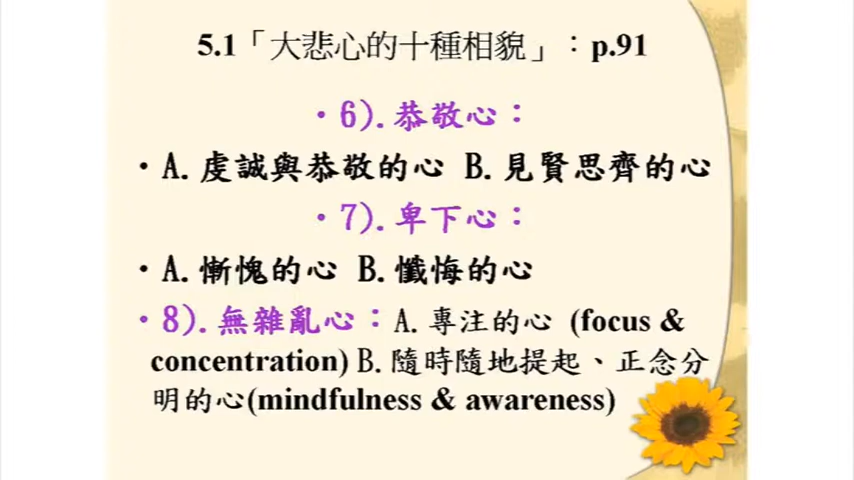 5.1「大悲心的十種相貌」：p.91
•6).恭敬心：
•A.虔誠與恭敬的心 B.見賢思齊的心
•7).卑下心：
•A.慚愧的心 B.懺悔的心
•8).無雜亂心：A.專注的心 (focus &
concentration) B.隨時隨地提起、正念分
明的心(mindfulness & awareness)